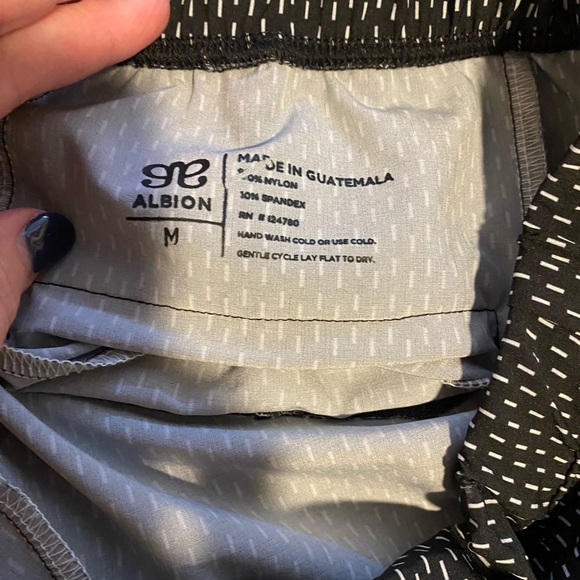 ALBION
M
MADE IN GUATEMALA
0% NYLON
10% SPANDEX
RN # 124780
HAND WASH COLD OR USE COLD.
GENTLE CYCLE LAY FLAT TO DRY.